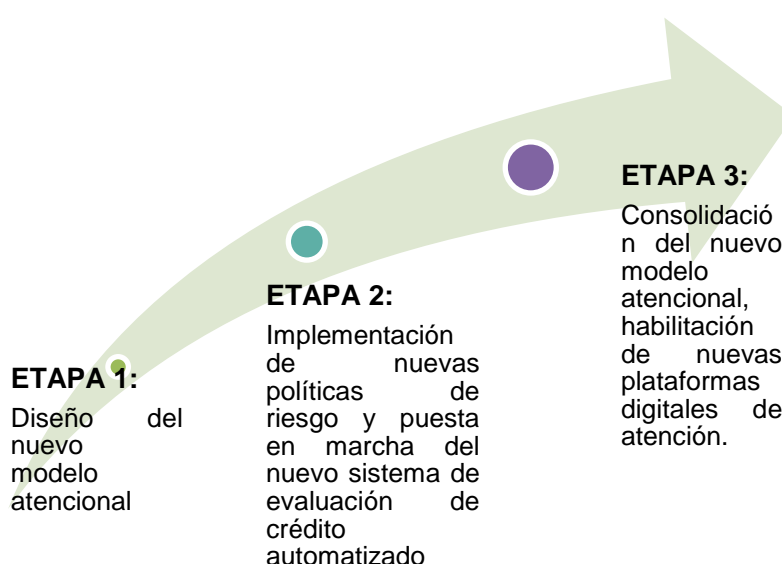 ETAPA 1:
Diseño del
nuevo
modelo
atencional
ETAPA 2:
Implementación
de nuevas
políticas de
riesgo y puesta
en marcha del
nuevo sistema de
evaluación de
crédito
automatizado
ETAPA 3:
Consolidació
n del nuevo
modelo
atencional,
habilitación
de nuevas
plataformas
digitales de
atención.